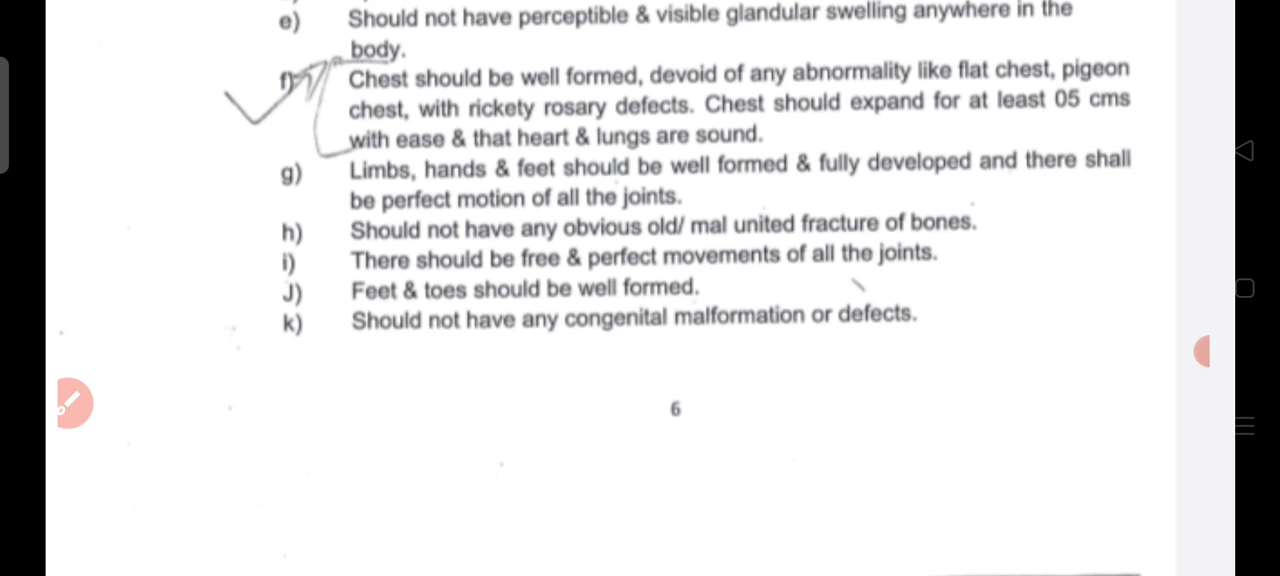 e) Should not have perceptible & visible glandular swelling anywhere in the
body.
f) Chest should be well formed, devoid of any abnormality like flat chest, pigeon
chest, with rickety rosary defects. Chest should expand for at least 05 cms
with ease & that heart & lungs are sound.
g) Limbs, hands & feet should be well formed & fully developed and there shall
be perfect motion of all the joints.
h) Should not have any obvious old/ mal united fracture of bones.
i) There should be free & perfect movements of all the joints.
J) Feet & toes should be well formed.
k) Should not have any congenital malformation or defects.
6